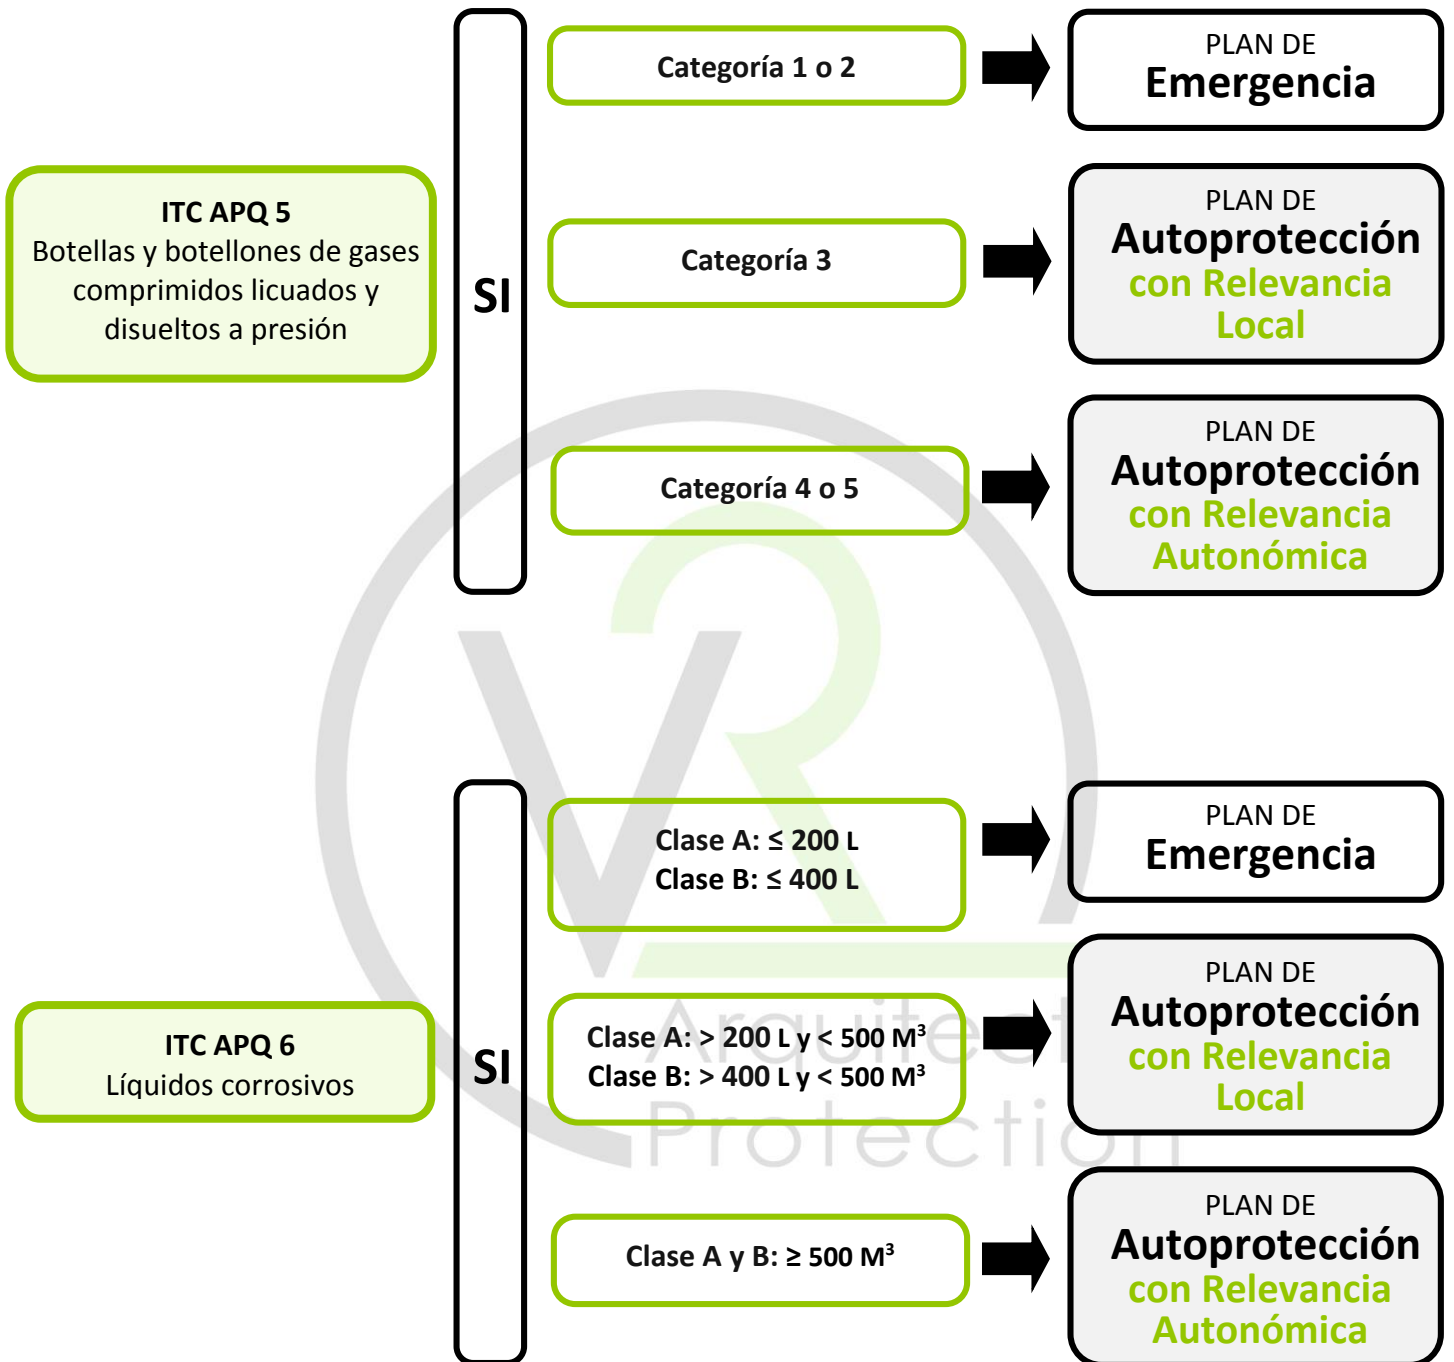 ITC APQ 5
Botellas y botellones de gases
comprimidos licuados y
disueltos a presión
SI
Categoría 1 o 2
PLAN DE
Emergencia
Categoría 3
PLAN DE
Autoprotección
con Relevancia
Local
Categoría 4 o 5
PLAN DE
Autoprotección
con Relevancia
Autonómica
ITC APQ 6
Líquidos corrosivos
SI
Clase A: ≤ 200 L
Clase B: ≤ 400 L
PLAN DE
Emergencia
Clase A: > 200 L y < 500 M³
Clase B: > 400 L y < 500 M³
PLAN DE
Autoprotección
con Relevancia
Local
Clase A y B: ≥ 500 M³
PLAN DE
Autoprotección
con Relevancia
Autonómica
VR
Protection